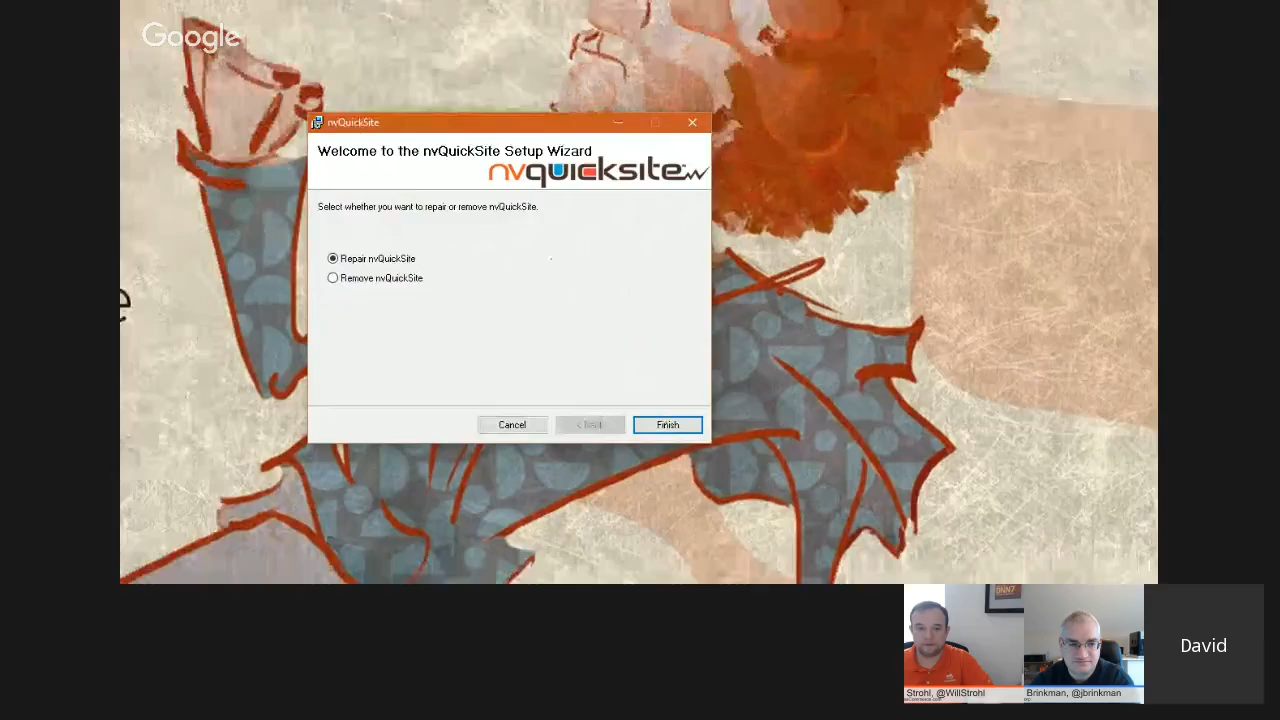 Google
nvQuickSite
Welcome to the nvQuickSite Setup Wizard
nvquicksite
Select whether you want to repair or remove nvQuickSite.
Repair nvQuickSite
Remove nvQuickSite
e
Cancel
Finish
DNN7
David
Strohl, @WillStrohl
Brinkman, @jbrinkman